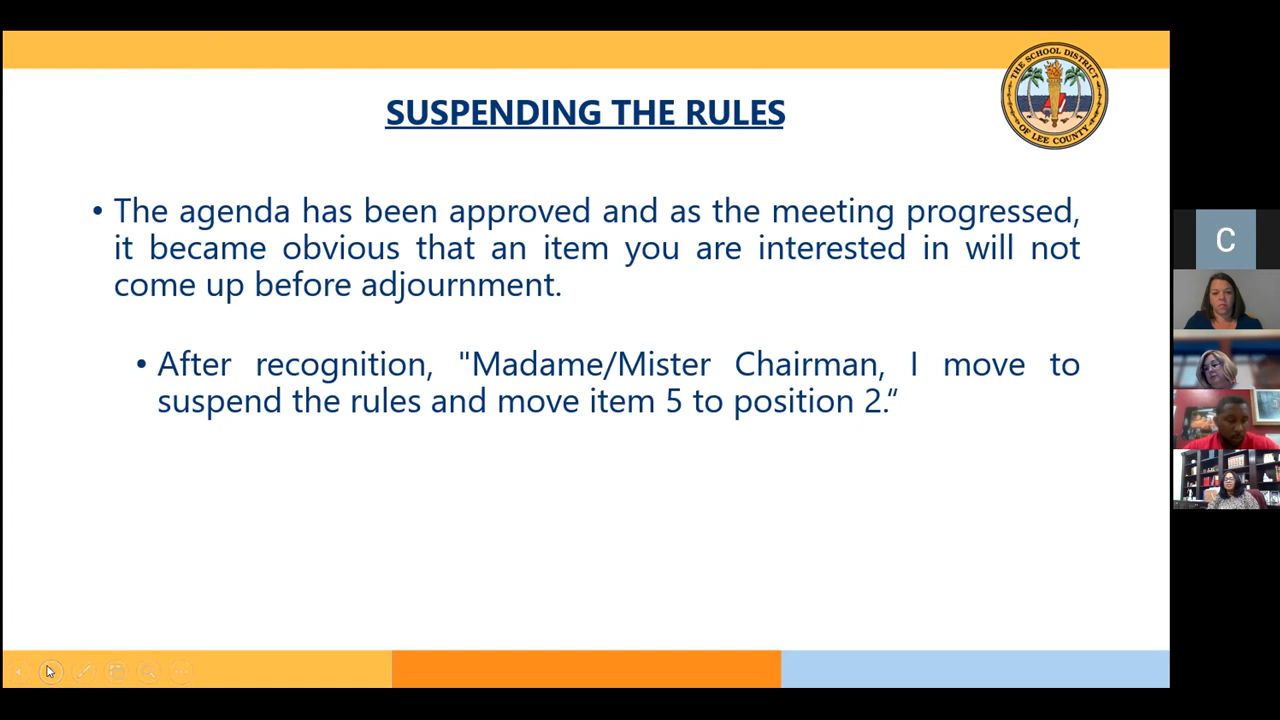 THE SCHOOL DISTRICT
OF LEE COUNTY
SUSPENDING THE RULES
• The agenda has been approved and as the meeting progressed,
it became obvious that an item you are interested in will not
come up before adjournment.
• After recognition, "Madame/Mister Chairman, I move to
suspend the rules and move item 5 to position 2.“
C